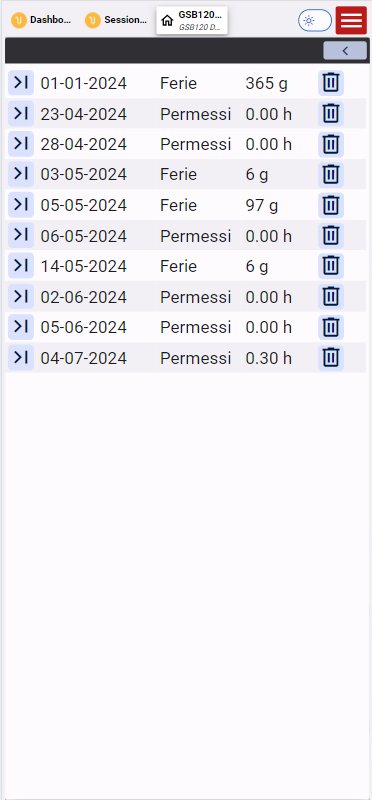 Dashbo... Session... GSB120...
GSB120 D...
01-01-2024 Ferie 365 g
23-04-2024 Permessi 0.00 h
28-04-2024 Permessi 0.00 h
03-05-2024 Ferie 6 g
05-05-2024 Ferie 97 g
06-05-2024 Permessi 0.00 h
14-05-2024 Ferie 6 g
02-06-2024 Permessi 0.00 h
05-06-2024 Permessi 0.00 h
04-07-2024 Permessi 0.30 h